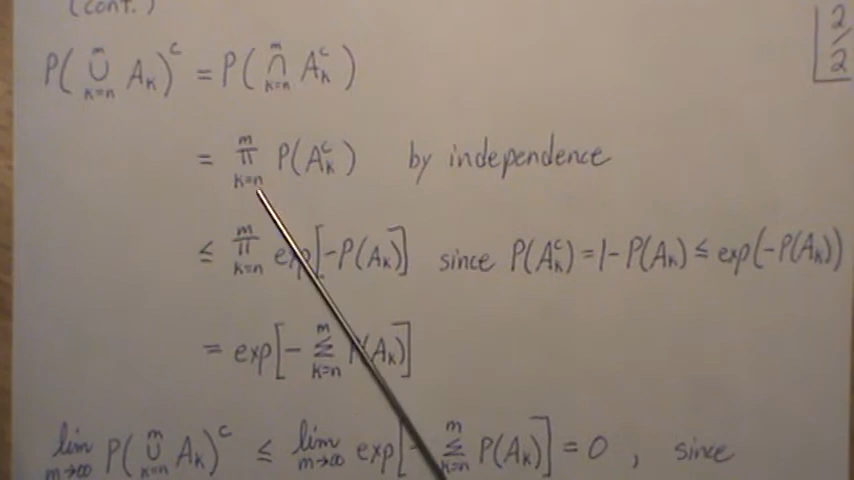 (cont.)
2/2
P(⋃_{k=n}^{m} A_k)^c = P(⋂_{k=n}^{m} A_k^c)
= ∏_{k=n}^{m} P(A_k^c) by independence
≤ ∏_{k=n}^{m} exp[-P(A_k)] since P(A_k^c) = 1 - P(A_k) ≤ exp(-P(A_k))
= exp[- ∑_{k=n}^{m} P(A_k)]
lim_{m→∞} P(⋃_{k=n}^{m} A_k)^c ≤ lim_{m→∞} exp[- ∑_{k=n}^{m} P(A_k)] = 0 , since